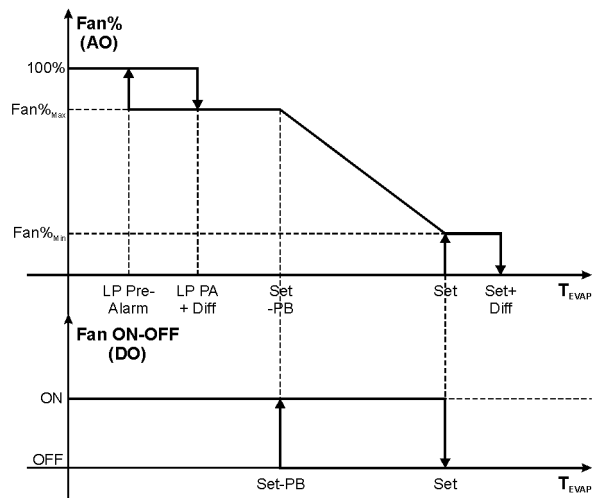 Fan%
(AO)
100%
Fan%Max
Fan%Min
LP Pre-
Alarm
LP PA
+ Diff
Set
-PB
Set
Set+
Diff
TEVAP
Fan ON-OFF
(DO)
ON
OFF
Set-PB
Set
TEVAP